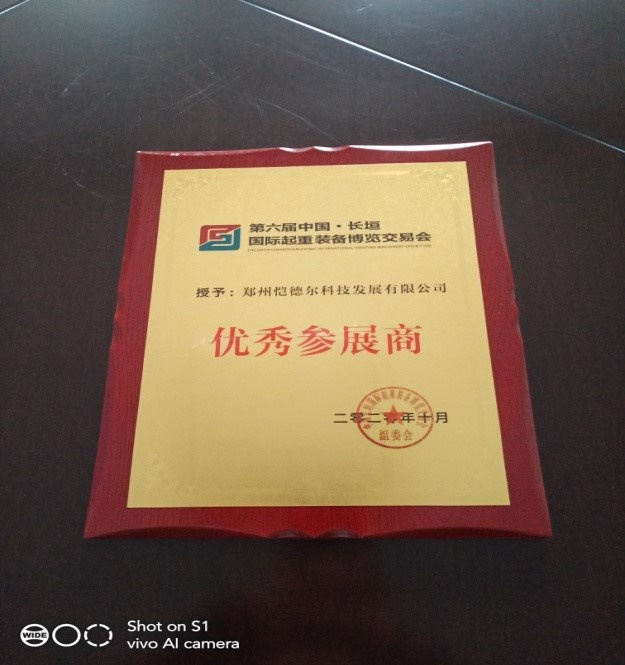 第六届中国·长垣
国际起重装备博览交易会
授予：郑州恺德尔科技发展有限公司
优秀参展商
二零二零年十月
组委会
WIDE
Shot on S1
vivo AI camera